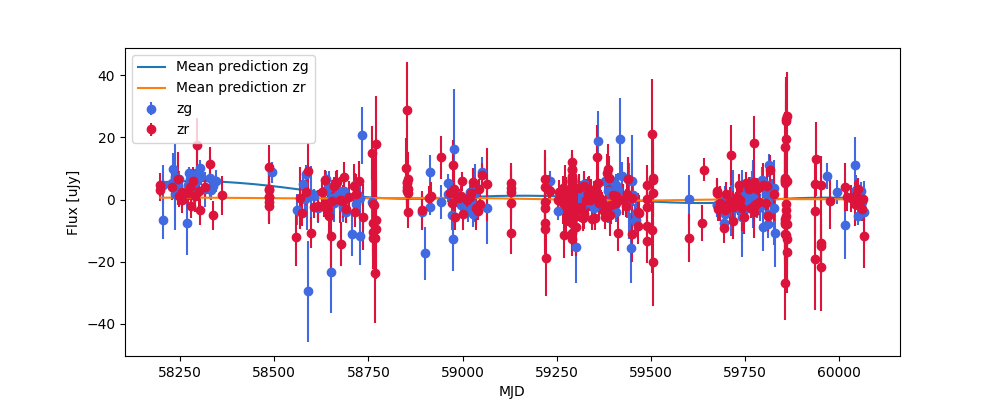 Mean prediction zg
Mean prediction zr
zg
zr
Flux [uJy]
40
20
0
−20
−40
58250
58500
58750
59000
59250
59500
59750
60000
MJD